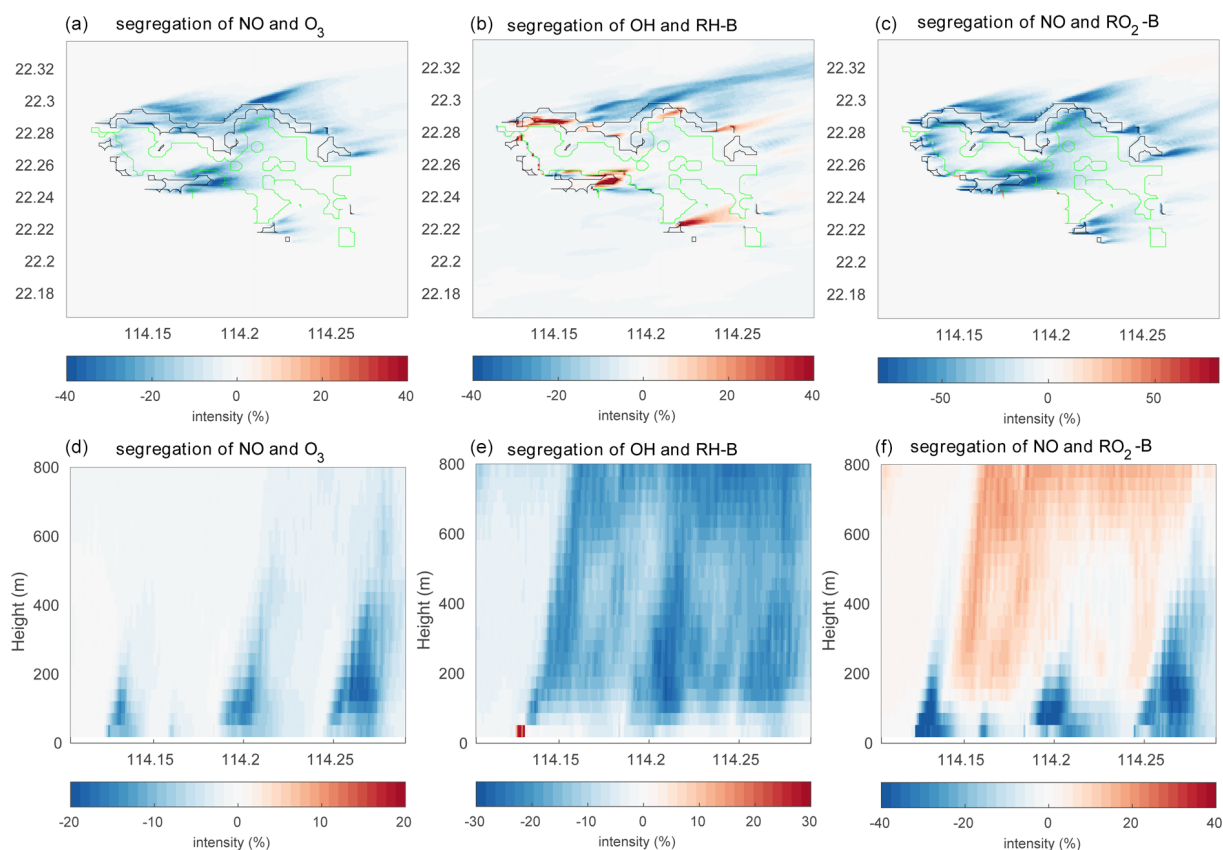 (a) segregation of NO and O3
(b) segregation of OH and RH-B
(c) segregation of NO and RO2-B
22.32
22.3
22.28
22.26
22.24
22.22
22.2
22.18
114.15 114.2 114.25
-40 -20 0 20 40
intensity (%)
22.32
22.3
22.28
22.26
22.24
22.22
22.2
22.18
114.15 114.2 114.25
-40 -20 0 20 40
intensity (%)
22.32
22.3
22.28
22.26
22.24
22.22
22.2
22.18
114.15 114.2 114.25
-50 0 50
intensity (%)
(d) segregation of NO and O3
(e) segregation of OH and RH-B
(f) segregation of NO and RO2-B
Height (m)
800
600
400
200
0
114.15 114.2 114.25
-20 -10 0 10 20
intensity (%)
Height (m)
800
600
400
200
0
114.15 114.2 114.25
-30 -20 -10 0 10 20 30
intensity (%)
Height (m)
800
600
400
200
0
114.15 114.2 114.25
-40 -20 0 20 40
intensity (%)